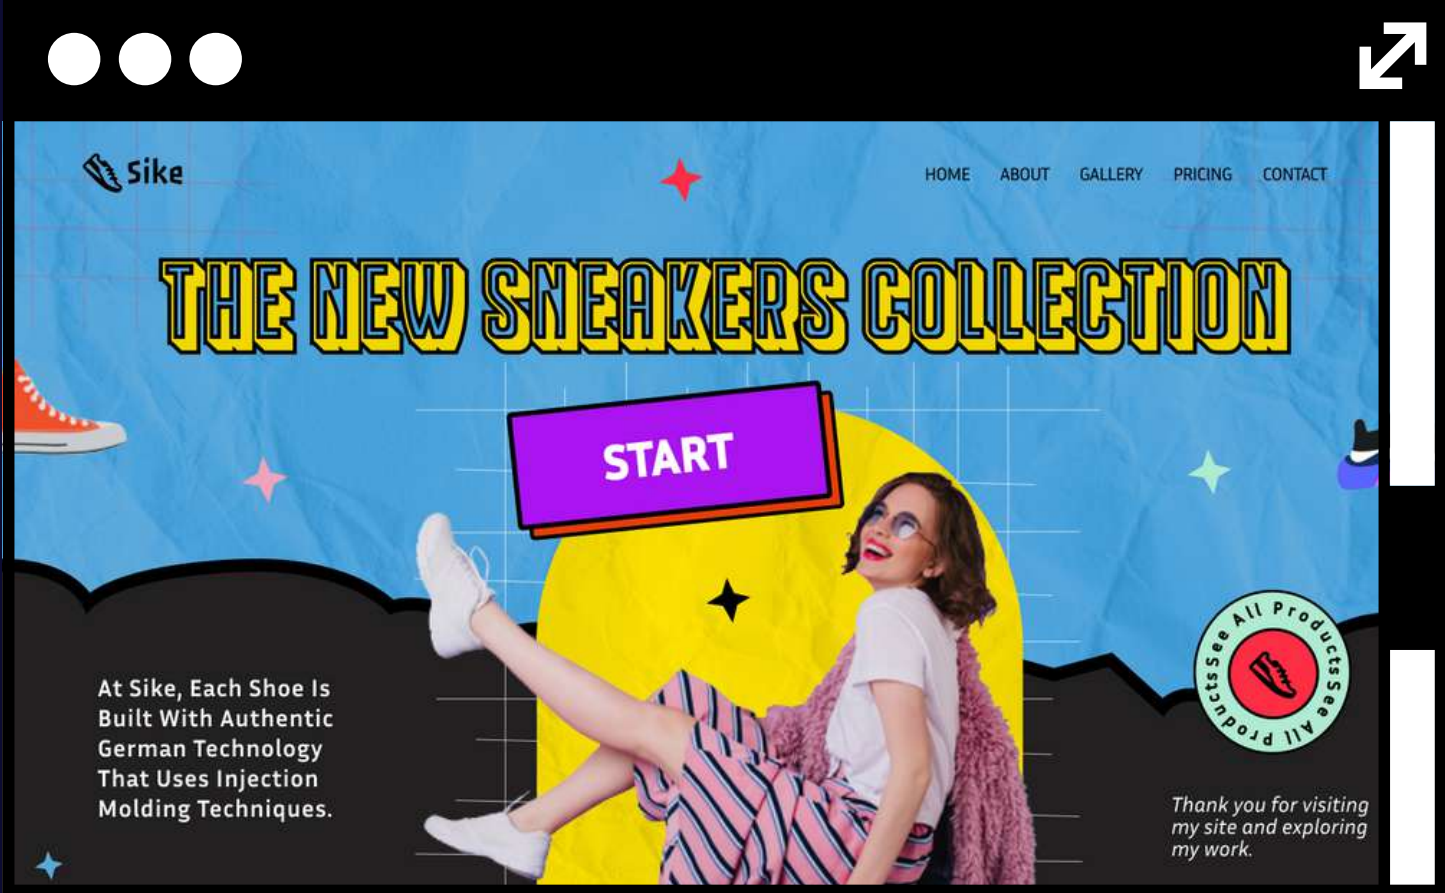 Sike
HOME ABOUT GALLERY PRICING CONTACT
THE NEW SNEAKERS COLLECTION
START
At Sike, Each Shoe Is
Built With Authentic
German Technology
That Uses Injection
Molding Techniques.
See All Products
See All Products
Thank you for visiting
my site and exploring
my work.